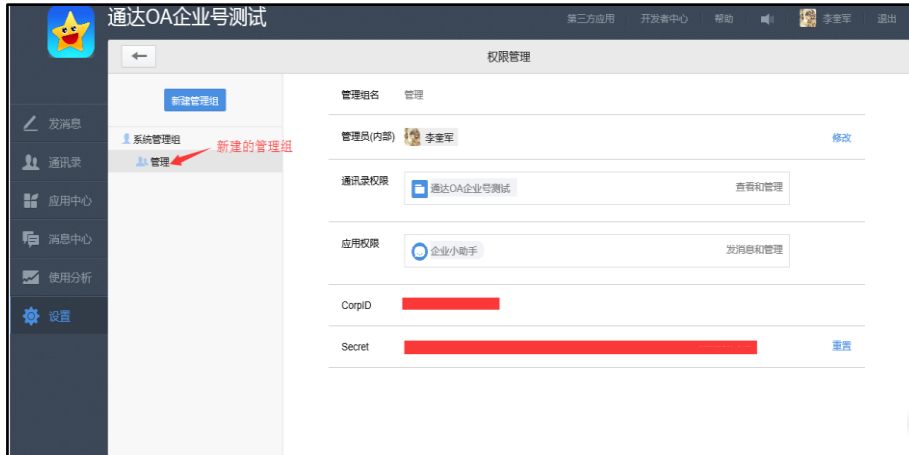 通达OA企业号测试
第三方应用 开发者中心 帮助 李奎军 退出
权限管理
新建管理组
系统管理组
管理
新建的管理组
发消息
通讯录
应用中心
消息中心
使用分析
设置
管理组名 管理
管理员(内部) 李奎军 修改
通讯录权限 通达OA企业号测试 查看和管理
应用权限 企业小助手 发消息和管理
CorpID
Secret 重置